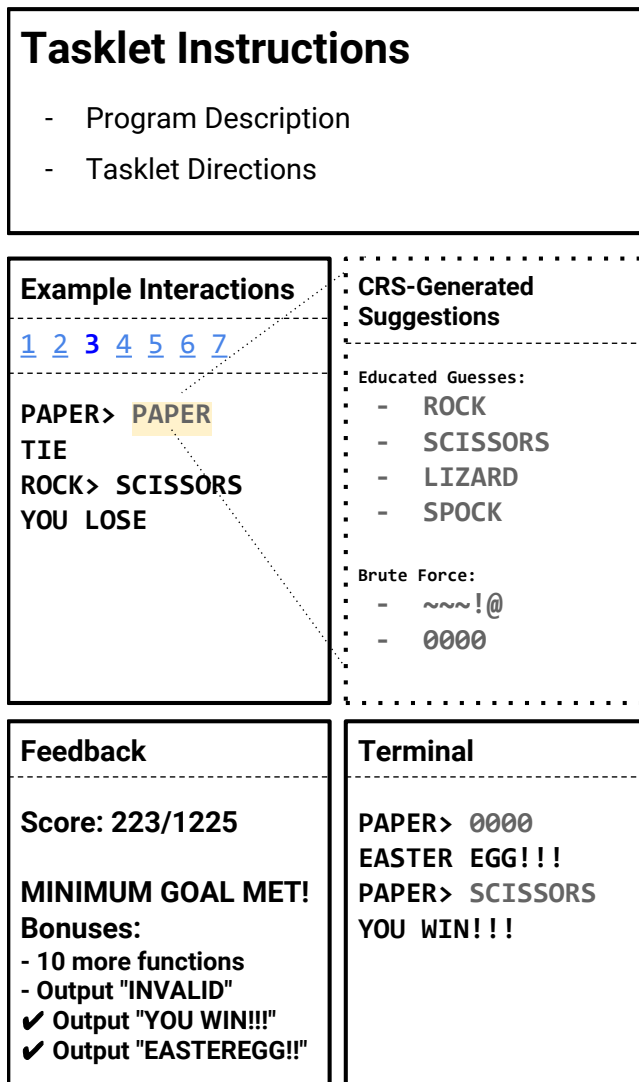 Tasklet Instructions
- Program Description
- Tasklet Directions
Example Interactions
1 2 3 4 5 6 7
PAPER> PAPER
TIE
ROCK> SCISSORS
YOU LOSE
CRS-Generated
Suggestions
Educated Guesses:
- ROCK
- SCISSORS
- LIZARD
- SPOCK
Brute Force:
- ~~~!@
- 0000
Feedback
Score: 223/1225
MINIMUM GOAL MET!
Bonuses:
- 10 more functions
- Output "INVALID"
✔ Output "YOU WIN!!!"
✔ Output "EASTEREGG!!"
Terminal
PAPER> 0000
EASTER EGG!!!
PAPER> SCISSORS
YOU WIN!!!